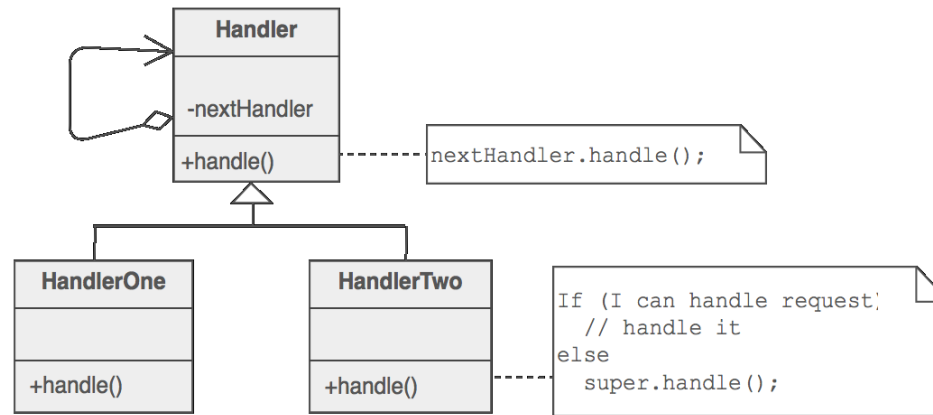 Handler
-nextHandler
+handle()
nextHandler.handle();
HandlerOne
+handle()
HandlerTwo
+handle()
If (I can handle request)
// handle it
else
super.handle();